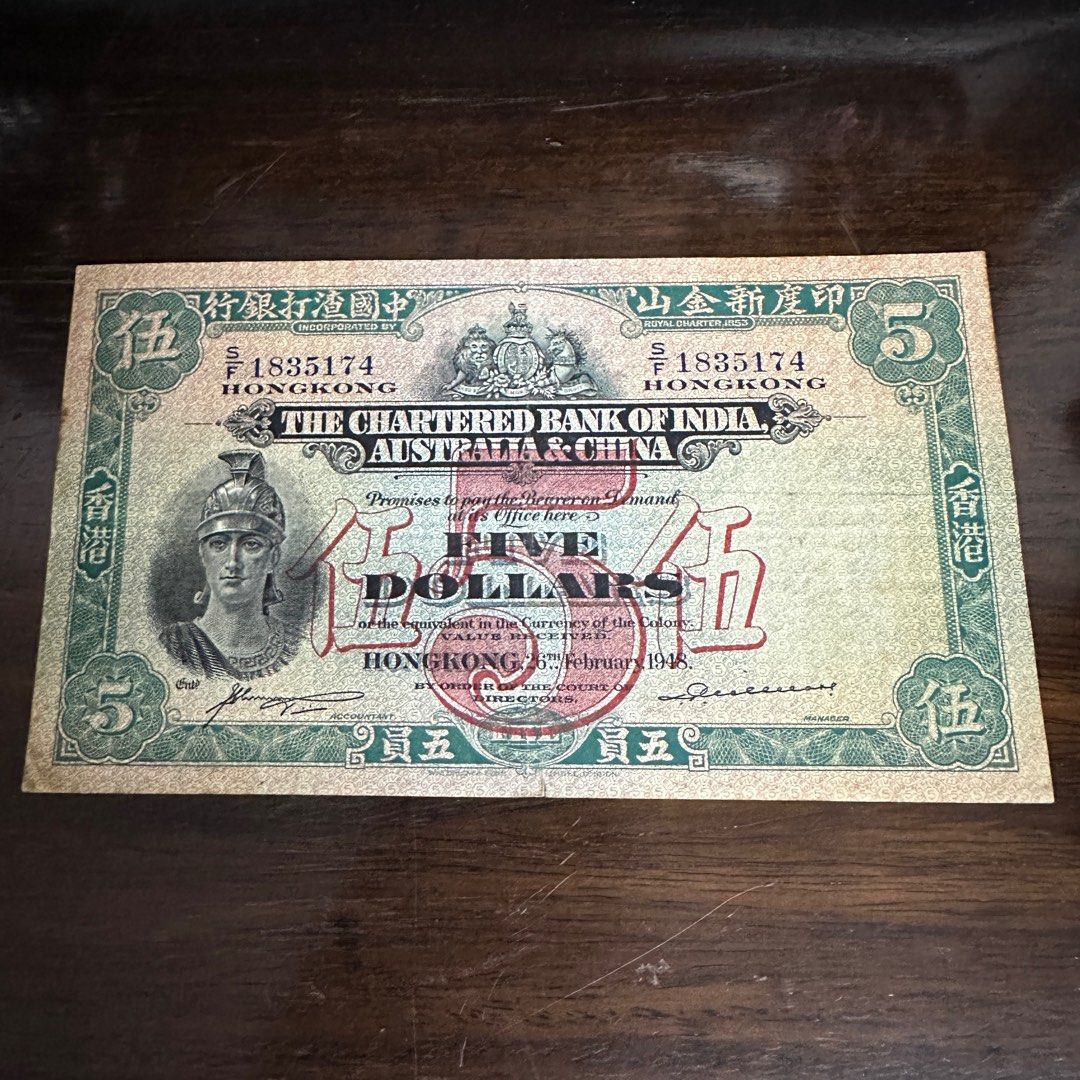 伍 行銀打渣國中 山金新度印 5
INCORPORATED BY ROYAL CHARTER, 1853
S/F 1835174 S/F 1835174
HONGKONG HONGKONG
THE CHARTERED BANK OF INDIA,
AUSTRALIA & CHINA
Promises to pay the Bearer on Demand,
at its Office here
香港 伍 5 伍 香港
FIVE
DOLLARS
or the equivalent in the Currency of the Colony.
VALUE RECEIVED.
HONGKONG, 26TH February, 1948.
BY ORDER OF THE COURT OF
DIRECTORS,
ACCOUNTANT MANAGER
5 員五 員五 伍